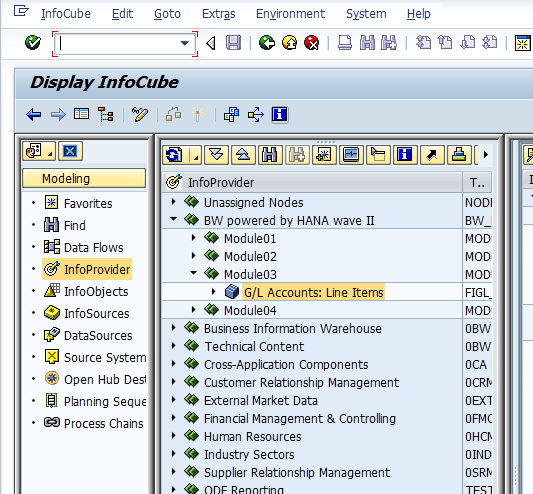 InfoCube Edit Goto Extras Environment System Help
Display InfoCube
Modeling
Favorites
Find
Data Flows
InfoProvider
InfoObjects
InfoSources
DataSources
Source System
Open Hub Dest
Planning Seque
Process Chains
InfoProvider T..
Unassigned Nodes NODE
BW powered by HANA wave II BW_
Module01 MOD
Module02 MOD
Module03 MOD
G/L Accounts: Line Items FIGL_
Module04 MOD
Business Information Warehouse 0BW
Technical Content 0BW
Cross-Application Components 0CA
Customer Relationship Management 0CRM
External Market Data 0EXT
Financial Management & Controlling 0FMC
Human Resources 0HCM
Industry Sectors 0IND
Supplier Relationship Management 0SRM
ODE Reporting TEST